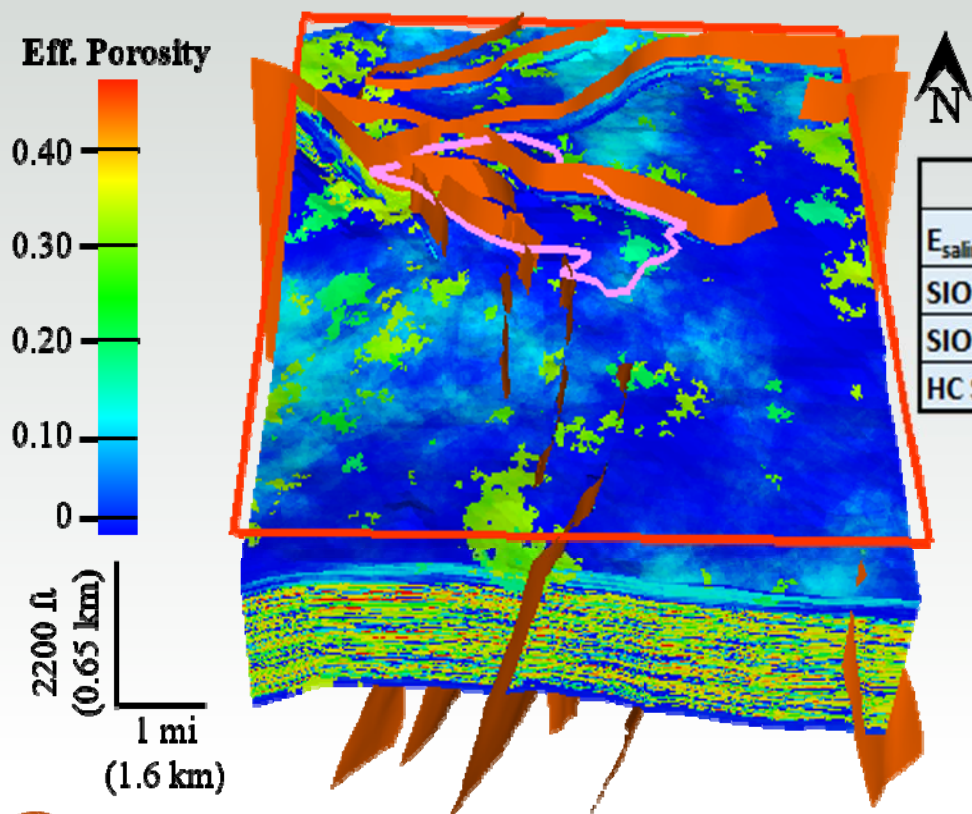 Eff. Porosity
0.40
0.30
0.20
0.10
0
2200 ft
(0.65 km)
1 mi
(1.6 km)
N
E
SIO
SIO
HC